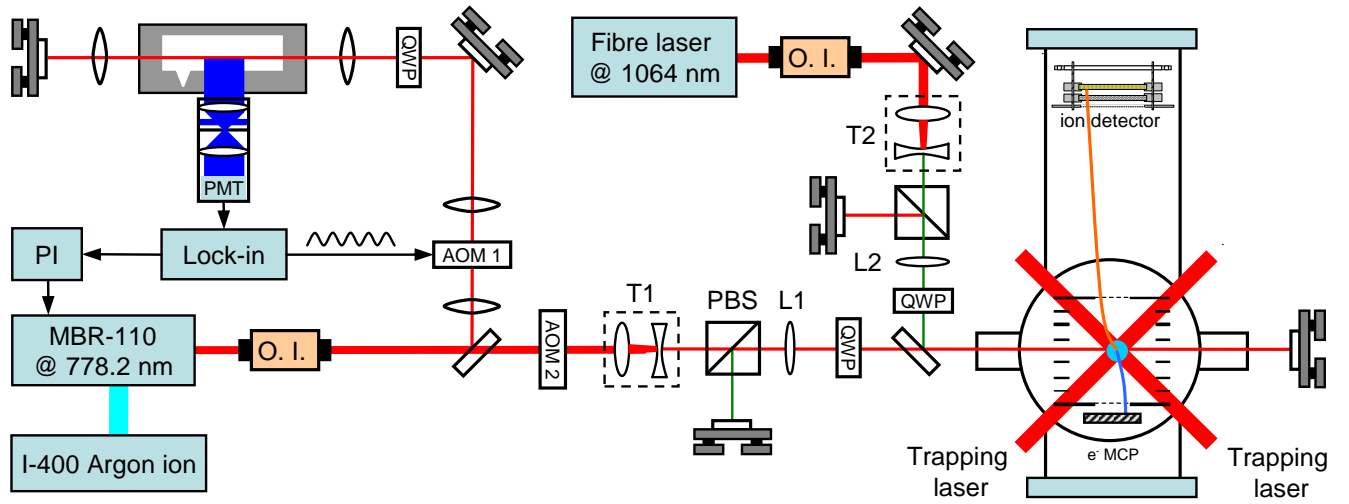 QWP
Fibre laser
@ 1064 nm
O. I.
ion detector
T2
PMT
PI
Lock-in
AOM 1
L2
T1
PBS
L1
QWP
MBR-110
@ 778.2 nm
O. I.
AOM 2
QWP
I-400 Argon ion
e- MCP
Trapping
laser
Trapping
laser